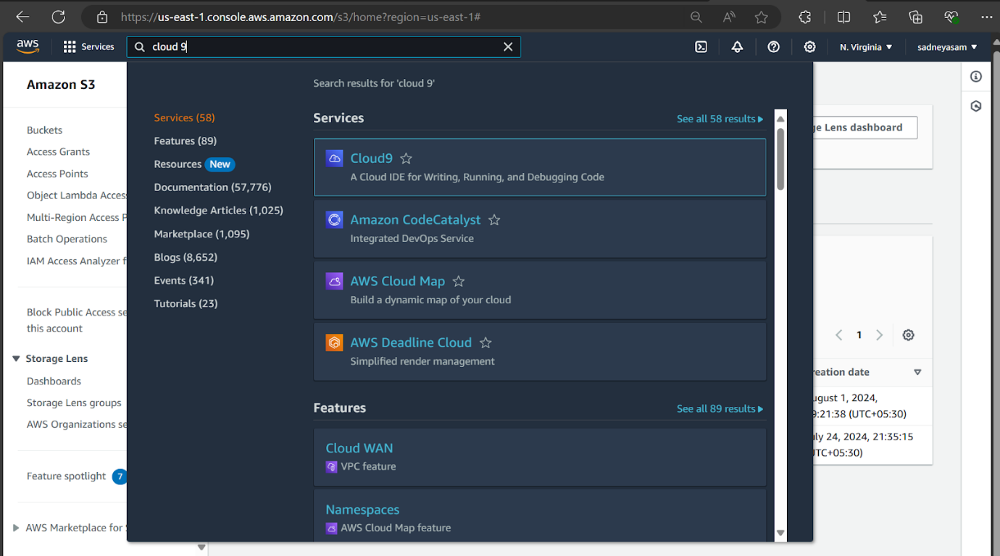 https://us-east-1.console.aws.amazon.com/s3/home?region=us-east-1#
aws
Services
cloud 9
N. Virginia
sadneyasam
Amazon S3
Buckets
Access Grants
Access Points
Object Lambda Acces
Multi-Region Access P
Batch Operations
IAM Access Analyzer f
Block Public Access se
this account
Storage Lens
Dashboards
Storage Lens groups
AWS Organizations se
Feature spotlight 7
AWS Marketplace for S
Search results for 'cloud 9'
Services (58)
Features (89)
Resources New
Documentation (57,776)
Knowledge Articles (1,025)
Marketplace (1,095)
Blogs (8,652)
Events (341)
Tutorials (23)
Services
See all 58 results
Cloud9
A Cloud IDE for Writing, Running, and Debugging Code
Amazon CodeCatalyst
Integrated DevOps Service
AWS Cloud Map
Build a dynamic map of your cloud
AWS Deadline Cloud
Simplified render management
Features
See all 89 results
Cloud WAN
VPC feature
Namespaces
AWS Cloud Map feature
ge Lens dashboard
1
reation date
ugust 1, 2024,
9:21:38 (UTC+05:30)
uly 24, 2024, 21:35:15
UTC+05:30)